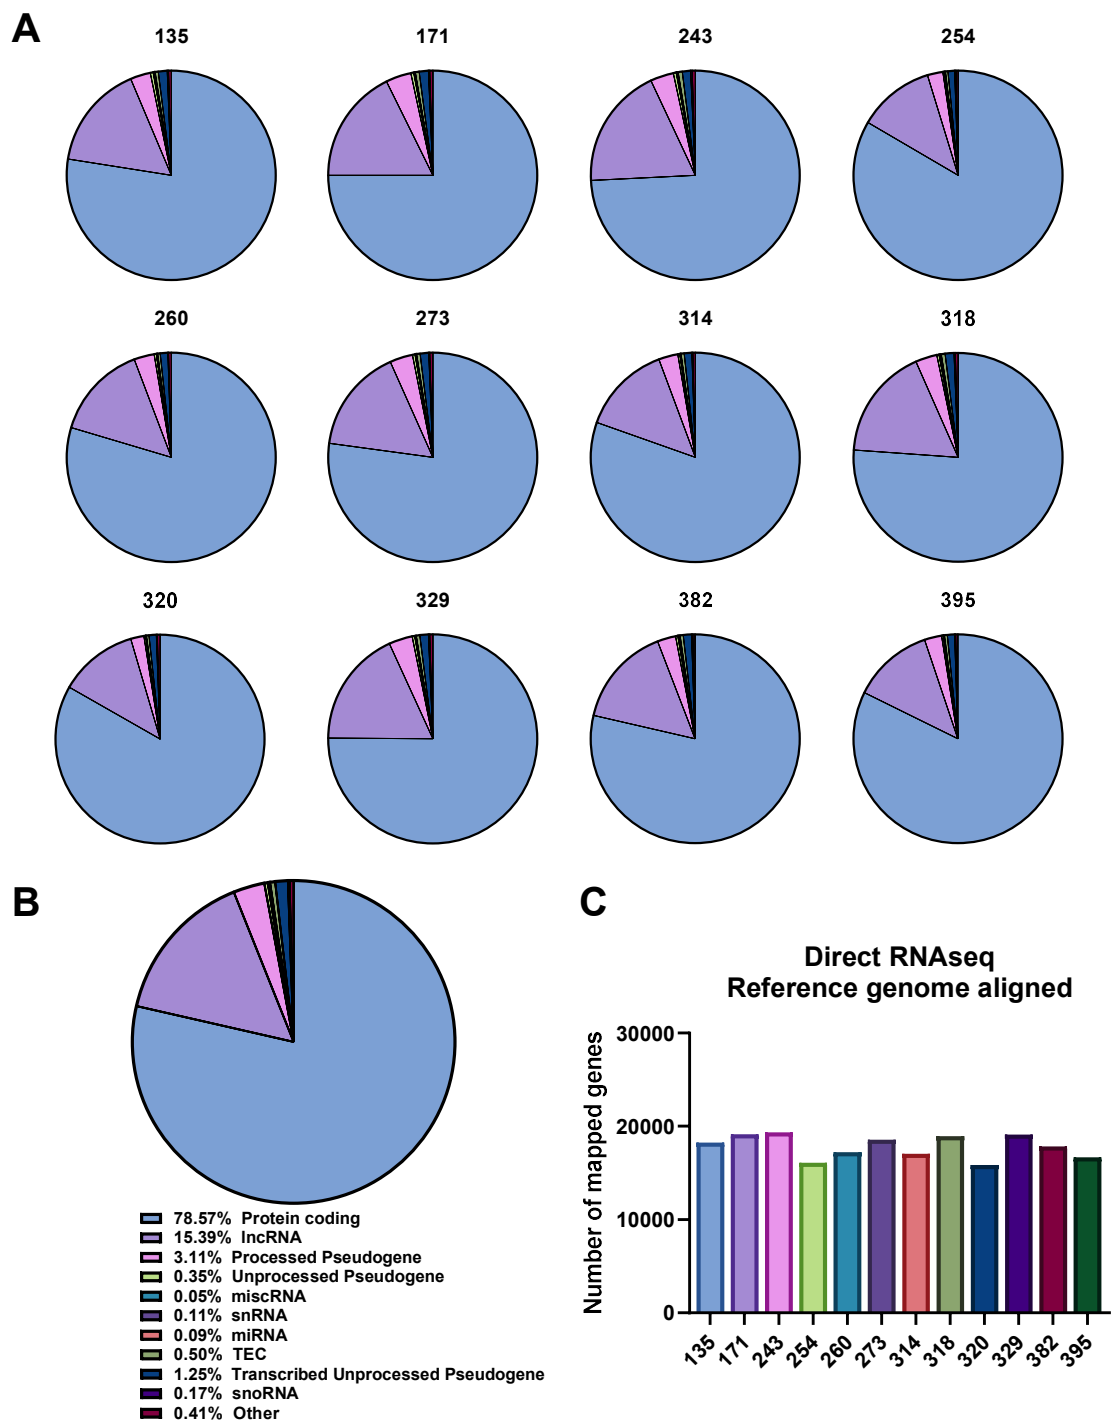 A
135
171
243
254
260
273
314
318
320
329
382
395
B
78.57% Protein coding
15.39% lncRNA
3.11% Processed Pseudogene
0.35% Unprocessed Pseudogene
0.05% miscRNA
0.11% snRNA
0.09% miRNA
0.50% TEC
1.25% Transcribed Unprocessed Pseudogene
0.17% snoRNA
0.41% Other
C
Direct RNAseq
Reference genome aligned
Number of mapped genes
30000
20000
10000
0
135
171
243
254
260
273
314
318
320
329
382
395